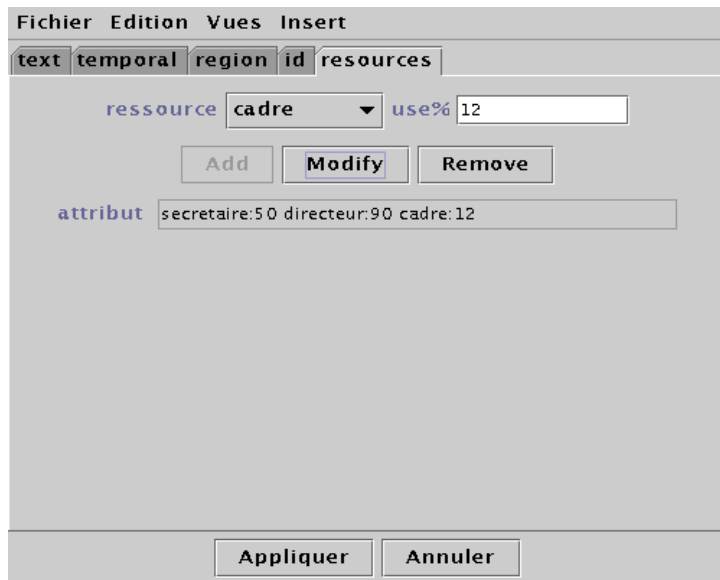 Fichier Edition Vues Insert
text temporal region id resources
ressource cadre use% 12
Add Modify Remove
attribut secretaire:50 directeur:90 cadre:12
Appliquer Annuler